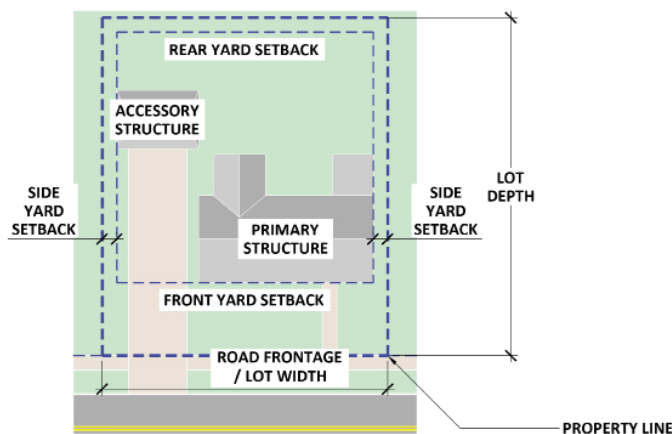 REAR YARD SETBACK
ACCESSORY
STRUCTURE
LOT
DEPTH
SIDE
YARD
SETBACK
PRIMARY
STRUCTURE
SIDE
YARD
SETBACK
FRONT YARD SETBACK
ROAD FRONTAGE
/ LOT WIDTH
PROPERTY LINE